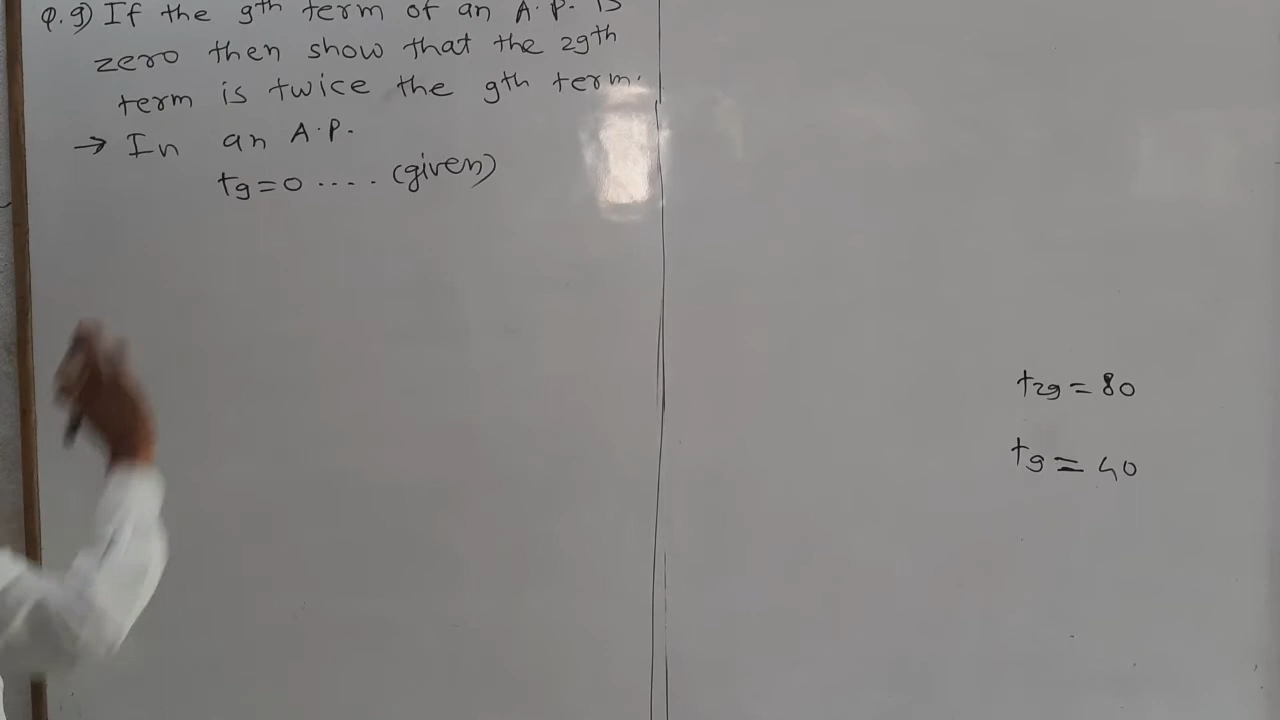 Q.9) If the 9th term of an A.P. is
zero then show that the 29th
term is twice the 9th term.
→ In an A.P.
t9=0 .... (given)
t29=80
t9=40